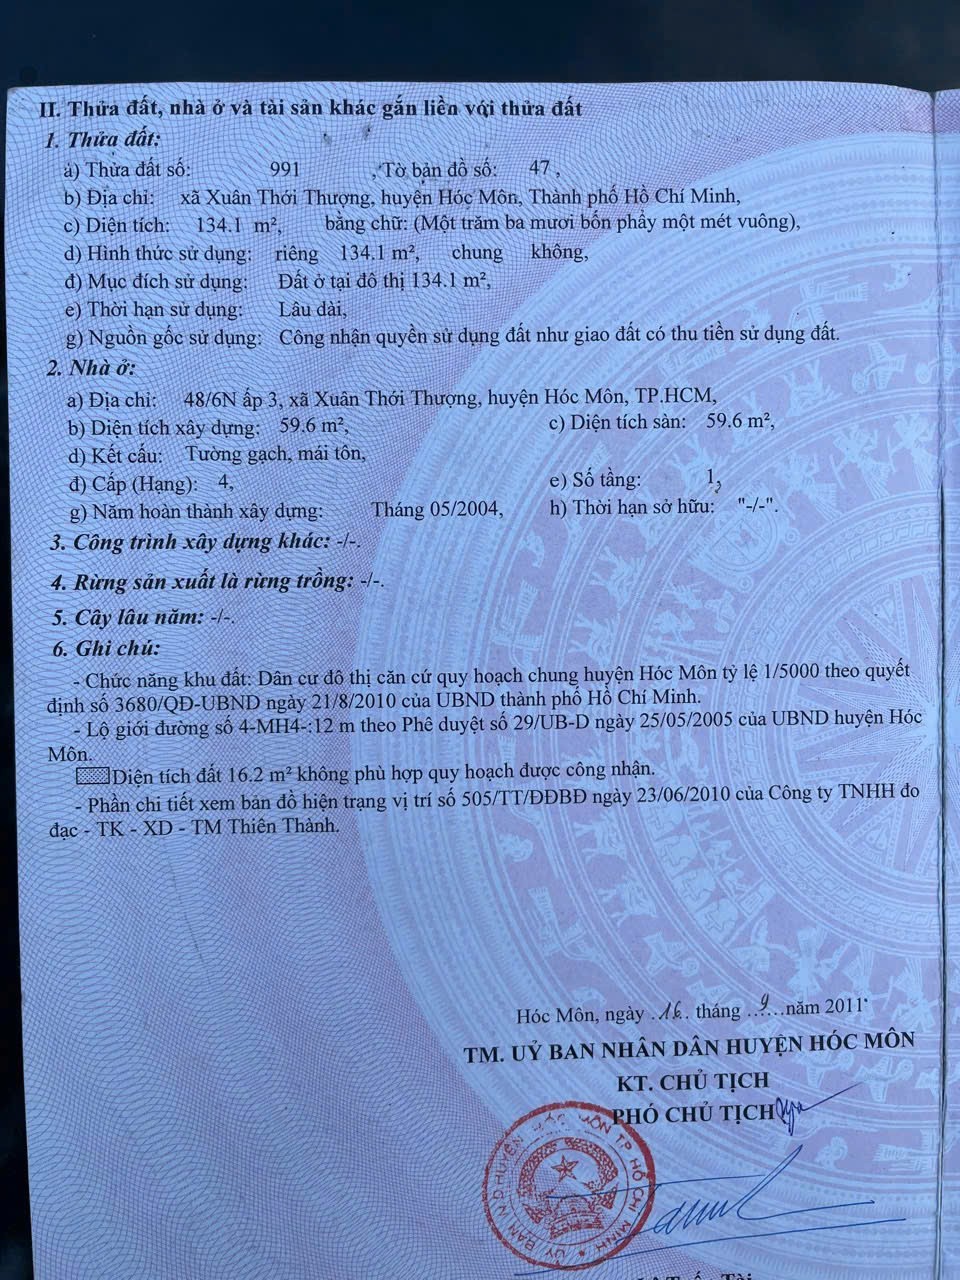 II. Thửa đất, nhà ở và tài sản khác gắn liền với thửa đất
1. Thửa đất:
a) Thửa đất số: 991 , Tờ bản đồ số: 47 ,
b) Địa chỉ: xã Xuân Thới Thượng, huyện Hóc Môn, Thành phố Hồ Chí Minh,
c) Diện tích: 134.1 m², bằng chữ: (Một trăm ba mươi bốn phẩy một mét vuông),
d) Hình thức sử dụng: riêng 134.1 m², chung không,
đ) Mục đích sử dụng: Đất ở tại đô thị 134.1 m²,
e) Thời hạn sử dụng: Lâu dài,
g) Nguồn gốc sử dụng: Công nhận quyền sử dụng đất như giao đất có thu tiền sử dụng đất.
2. Nhà ở:
a) Địa chỉ: 48/6N ấp 3, xã Xuân Thới Thượng, huyện Hóc Môn, TP.HCM,
b) Diện tích xây dựng: 59.6 m², c) Diện tích sàn: 59.6 m²,
d) Kết cấu: Tường gạch, mái tôn,
đ) Cấp (Hạng): 4, e) Số tầng: 1,
g) Năm hoàn thành xây dựng: Tháng 05/2004, h) Thời hạn sở hữu: "-/-".
3. Công trình xây dựng khác: -/-.
4. Rừng sản xuất là rừng trồng: -/-.
5. Cây lâu năm: -/-.
6. Ghi chú:
- Chức năng khu đất: Dân cư đô thị căn cứ quy hoạch chung huyện Hóc Môn tỷ lệ 1/5000 theo quyết
định số 3680/QĐ-UBND ngày 21/8/2010 của UBND thành phố Hồ Chí Minh.
- Lộ giới đường số 4-MH4-:12 m theo Phê duyệt số 29/UB-D ngày 25/05/2005 của UBND huyện Hóc
Môn.
Diện tích đất 16.2 m² không phù hợp quy hoạch được công nhận.
- Phần chi tiết xem bản đồ hiện trạng vị trí số 505/TT/ĐĐBĐ ngày 23/06/2010 của Công ty TNHH đo
đạc - TK - XD - TM Thiên Thành.
Hóc Môn, ngày 16 tháng 9 năm 2011
TM. UỶ BAN NHÂN DÂN HUYỆN HÓC MÔN
KT. CHỦ TỊCH
PHÓ CHỦ TỊCH
UỶ BAN ND HUYỆN HÓC MÔN TP HỒ CHÍ MINH